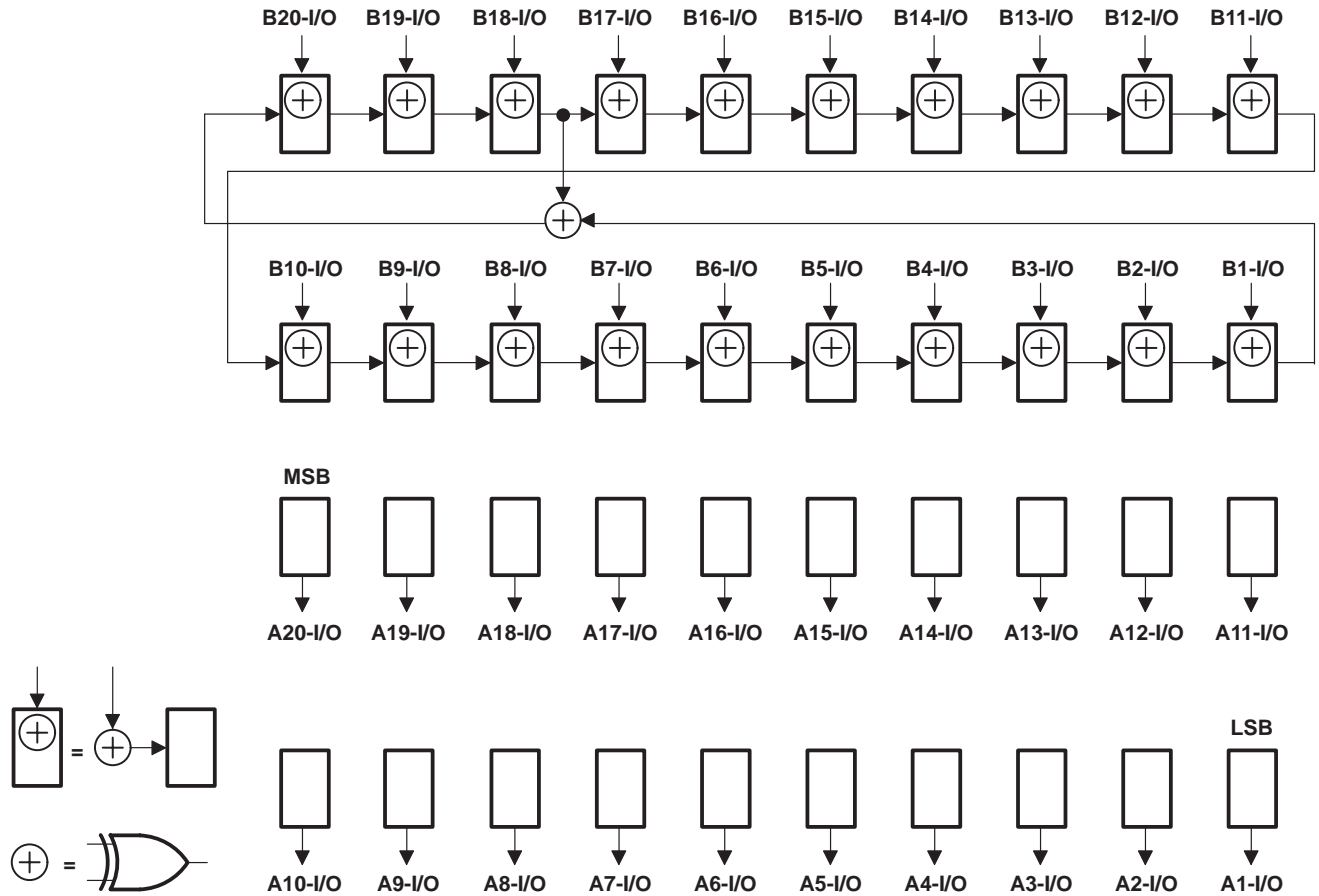 B20-I/O B19-I/O B18-I/O B17-I/O B16-I/O B15-I/O B14-I/O B13-I/O B12-I/O B11-I/O
B10-I/O B9-I/O B8-I/O B7-I/O B6-I/O B5-I/O B4-I/O B3-I/O B2-I/O B1-I/O
MSB
A20-I/O A19-I/O A18-I/O A17-I/O A16-I/O A15-I/O A14-I/O A13-I/O A12-I/O A11-I/O
=
LSB
=
A10-I/O A9-I/O A8-I/O A7-I/O A6-I/O A5-I/O A4-I/O A3-I/O A2-I/O A1-I/O